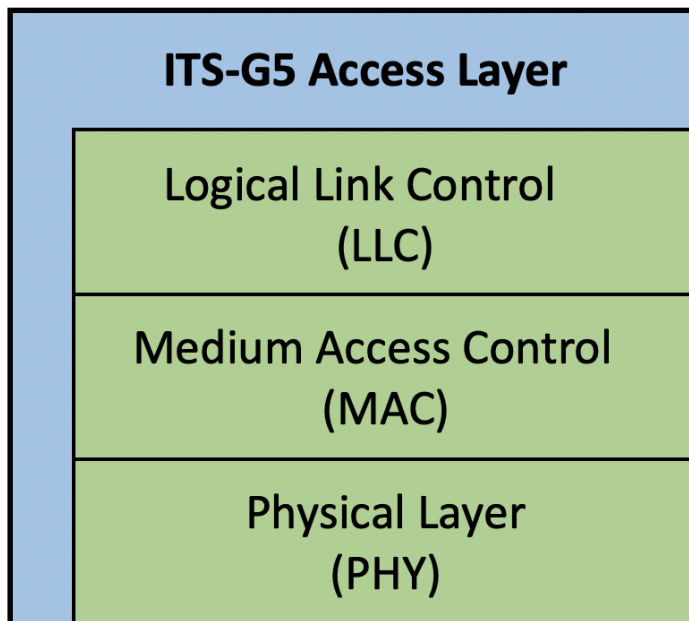 ITS-G5 Access Layer
Logical Link Control
(LLC)
Medium Access Control
(MAC)
Physical Layer
(PHY)